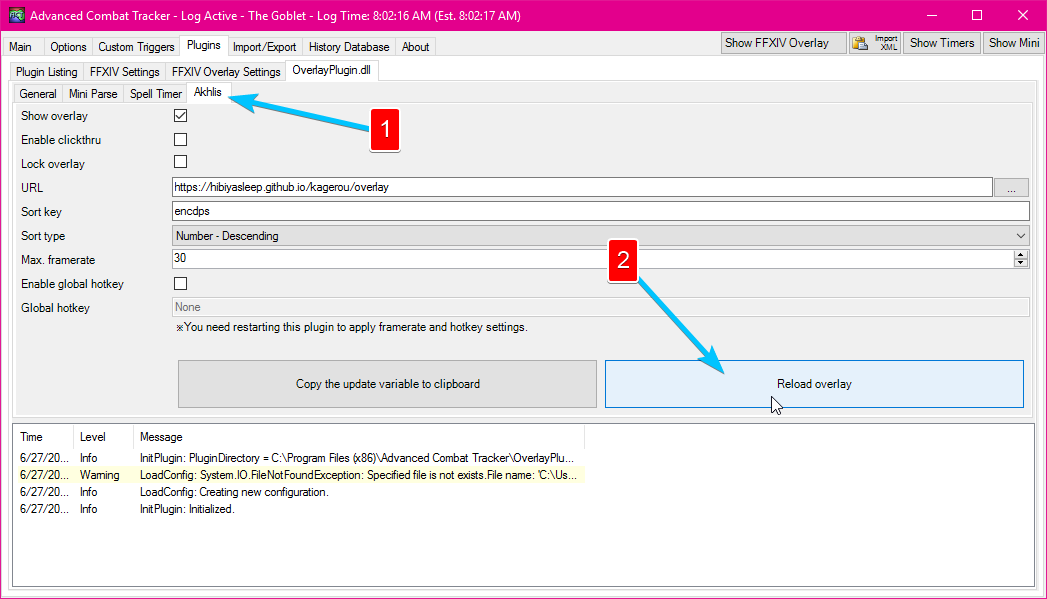 Advanced Combat Tracker - Log Active - The Goblet - Log Time: 8:02:16 AM (Est. 8:02:17 AM)
Main Options Custom Triggers Plugins Import/Export History Database About Show FFXIV Overlay Import XML Show Timers Show Mini
Plugin Listing FFXIV Settings FFXIV Overlay Settings OverlayPlugin.dll
General Mini Parse Spell Timer Akhlis
Show overlay
1
Enable clickthru
Lock overlay
URL https://hibiyasleep.github.io/kagerou/overlay ...
Sort key encdps
Sort type Number - Descending
Max. framerate 30
2
Enable global hotkey
Global hotkey None
※You need restarting this plugin to apply framerate and hotkey settings.
Copy the update variable to clipboard Reload overlay
Time Level Message
6/27/20... Info InitPlugin: PluginDirectory = C:\Program Files (x86)\Advanced Combat Tracker\OverlayPlu...
6/27/20... Warning LoadConfig: System.IO.FileNotFoundException: Specified file is not exists.File name: 'C:\Us...
6/27/20... Info LoadConfig: Creating new configuration.
6/27/20... Info InitPlugin: Initialized.